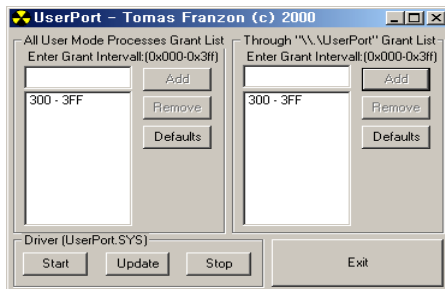 UserPort - Tomas Franzon (c) 2000
All User Mode Processes Grant List
Enter Grant Intervall:(0x000-0x3ff)
Add
300 - 3FF
Remove
Defaults
Through "\\.\UserPort" Grant List
Enter Grant Intervall:(0x000-0x3ff)
Add
300 - 3FF
Remove
Defaults
Driver (UserPort.SYS)
Start Update Stop
Exit